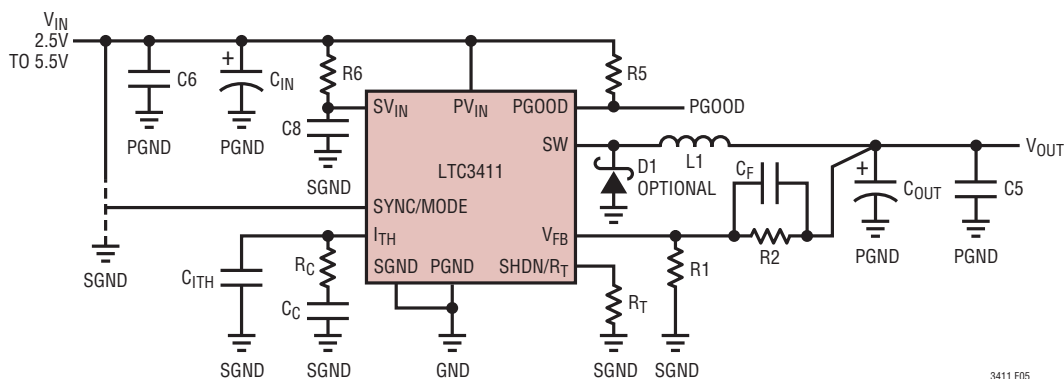 VIN
2.5V
TO 5.5V
C6
CIN
+
R6
R5
PGND
PGND
C8
SGND
SVIN
PVIN
PGOOD
PGOOD
SW
LTC3411
D1
OPTIONAL
L1
CF
VOUT
+
COUT
C5
PGND
PGND
SYNC/MODE
ITH
VFB
SGND
PGND
SHDN/RT
R2
R1
SGND
CITH
RC
CC
RT
SGND
SGND
GND
SGND
SGND
3411 F05